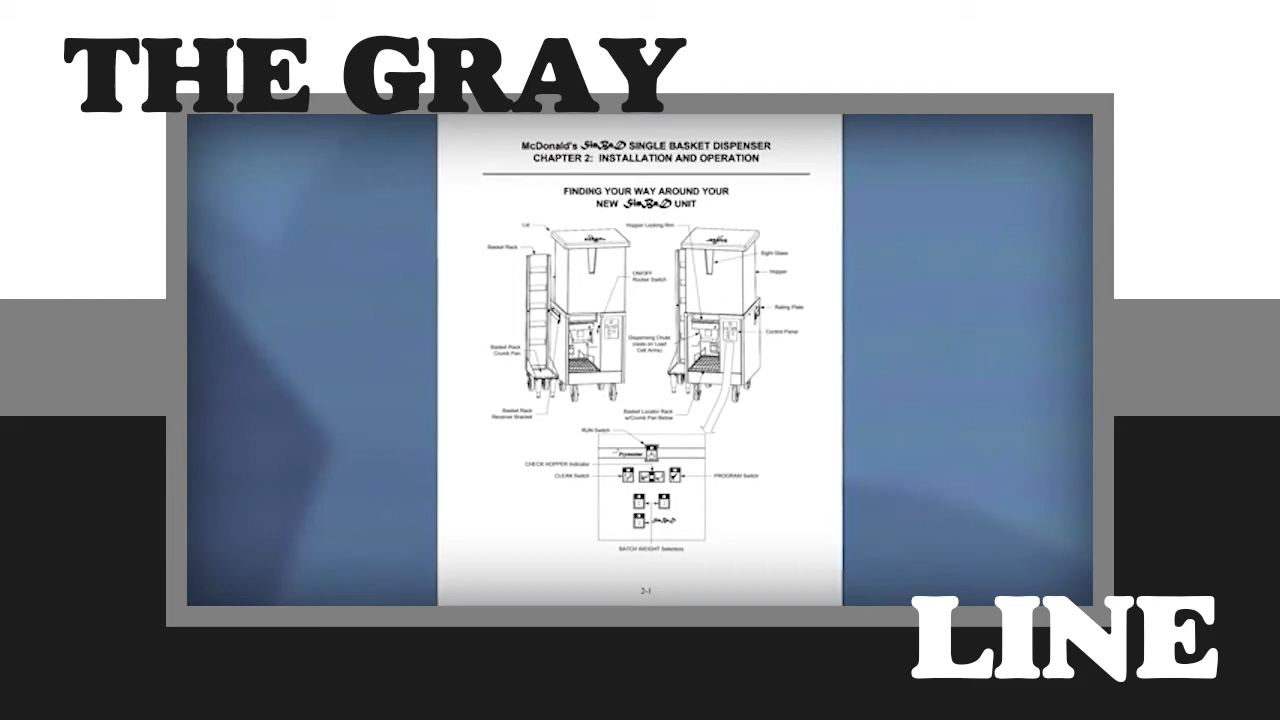 THE GRAY
McDonald's SinBaD SINGLE BASKET DISPENSER
CHAPTER 2: INSTALLATION AND OPERATION
FINDING YOUR WAY AROUND YOUR
NEW SinBaD UNIT
Lid
Hopper Locking Rim
Basket Rack
Sight Glass
ON/OFF
Rocker Switch
Hopper
Rating Plate
Control Panel
Dispensing Chute
(rests on Load
Cell Arms)
Basket Rack
Crumb Pan
Basket Rack
Receiver Bracket
Basket Locator Rack
w/Crumb Pan Below
RUN Switch
Frymaster
CHECK HOPPER Indicator
CLEAN Switch
PROGRAM Switch
SinBaD
BATCH WEIGHT Selectors
2-1
LINE